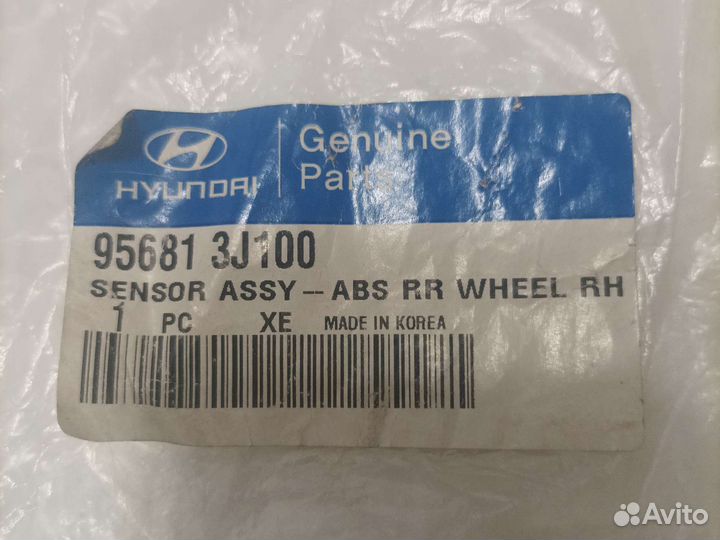 HYUNDAI
Genuine
Parts
95681 3J100
SENSOR ASSY-ABS RR WHEEL RH
1 PC XE MADE IN KOREA
Avito